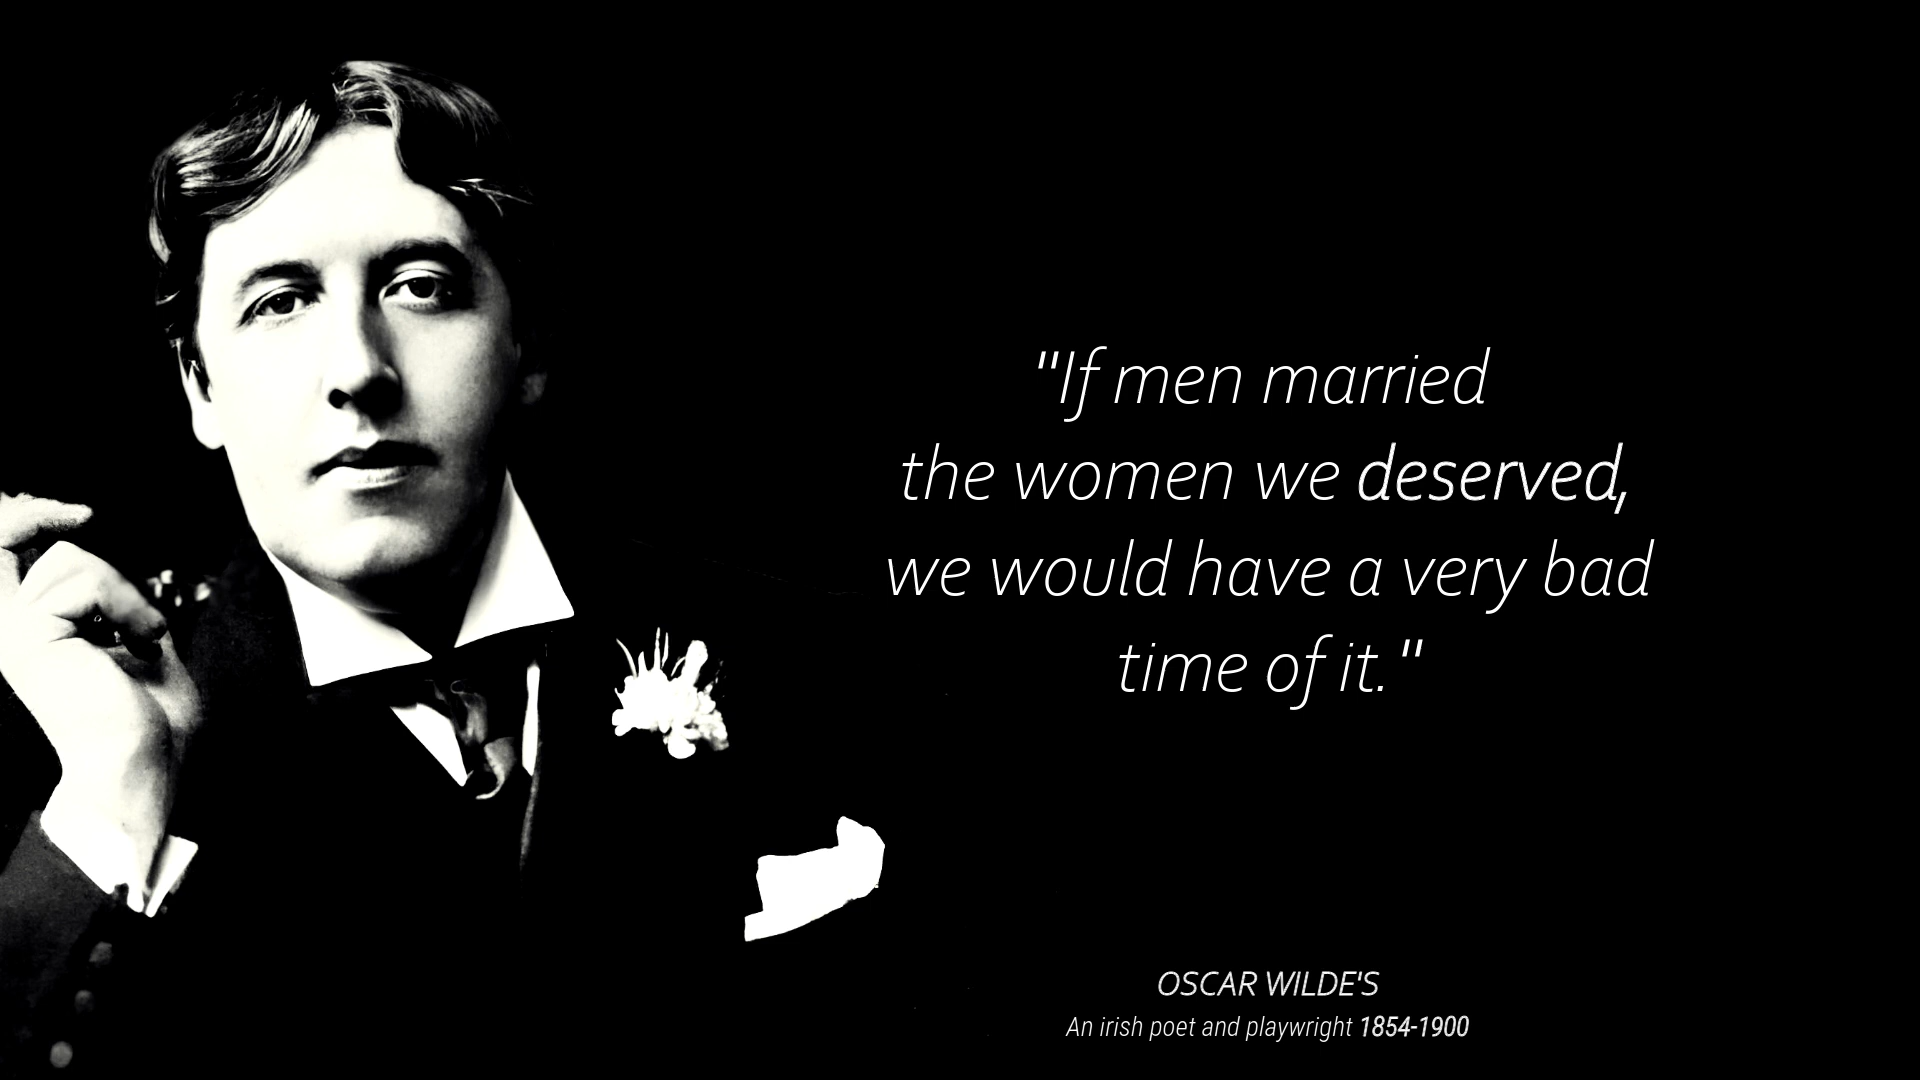 "If men married
the women we deserved,
we would have a very bad
time of it."
OSCAR WILDE'S
An irish poet and playwright 1854-1900